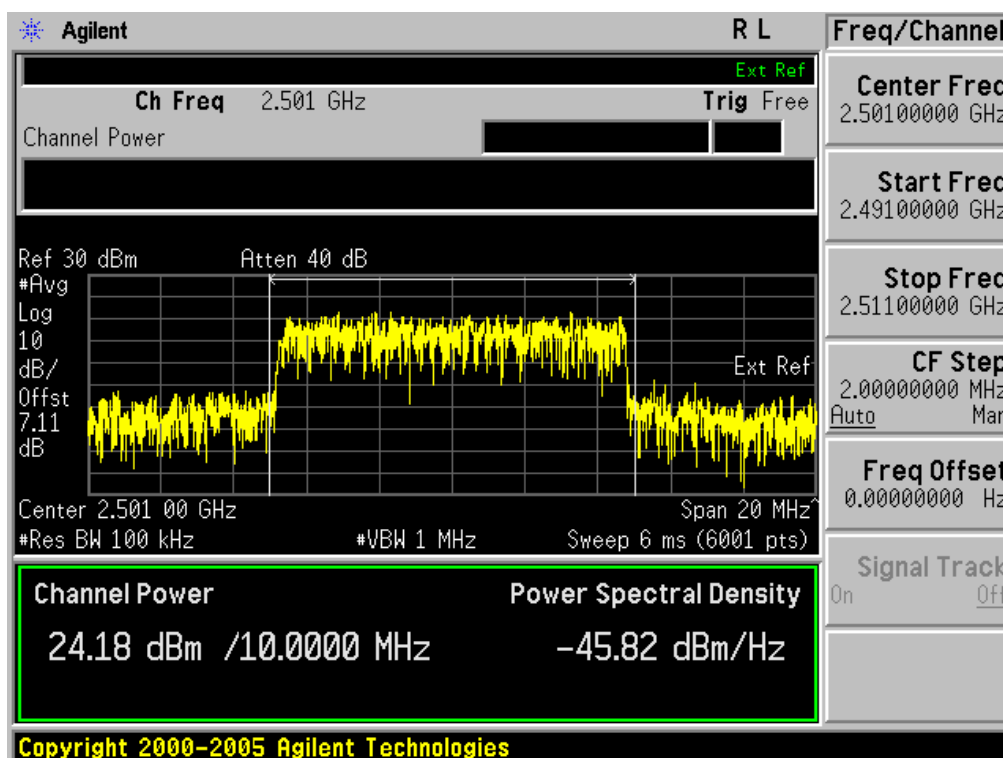 Agilent R L Freq/Channel
Ext Ref
Ch Freq 2.501 GHz Trig Free
Channel Power
Center Freq
2.50100000 GHz
Start Freq
2.49100000 GHz
Ref 30 dBm Atten 40 dB
#Avg
Log
10
dB/
Offst
7.11
dB
Ext Ref
Stop Freq
2.51100000 GHz
CF Step
2.00000000 MHz
Auto Man
Freq Offset
0.00000000 Hz
Center 2.501 00 GHz Span 20 MHz^
#Res BW 100 kHz #VBW 1 MHz Sweep 6 ms (6001 pts)
Signal Track
On Off
Channel Power Power Spectral Density
24.18 dBm /10.0000 MHz -45.82 dBm/Hz
Copyright 2000-2005 Agilent Technologies